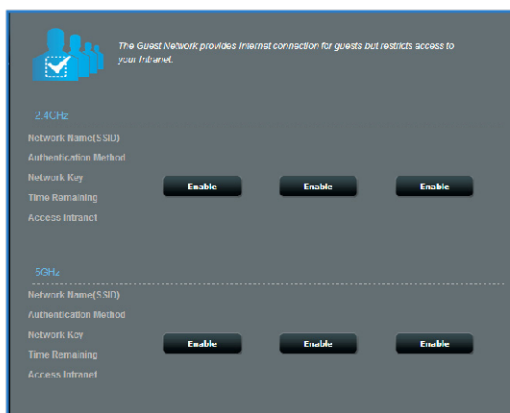 The Guest Network provides Internet connection for guests but restricts access to
your Intranet.
2.4GHz
Network Name(SSID)
Authentication Method
Network Key
Enable Enable Enable
Time Remaining
Access Intranet
5GHz
Network Name(SSID)
Authentication Method
Network Key
Enable Enable Enable
Time Remaining
Access Intranet